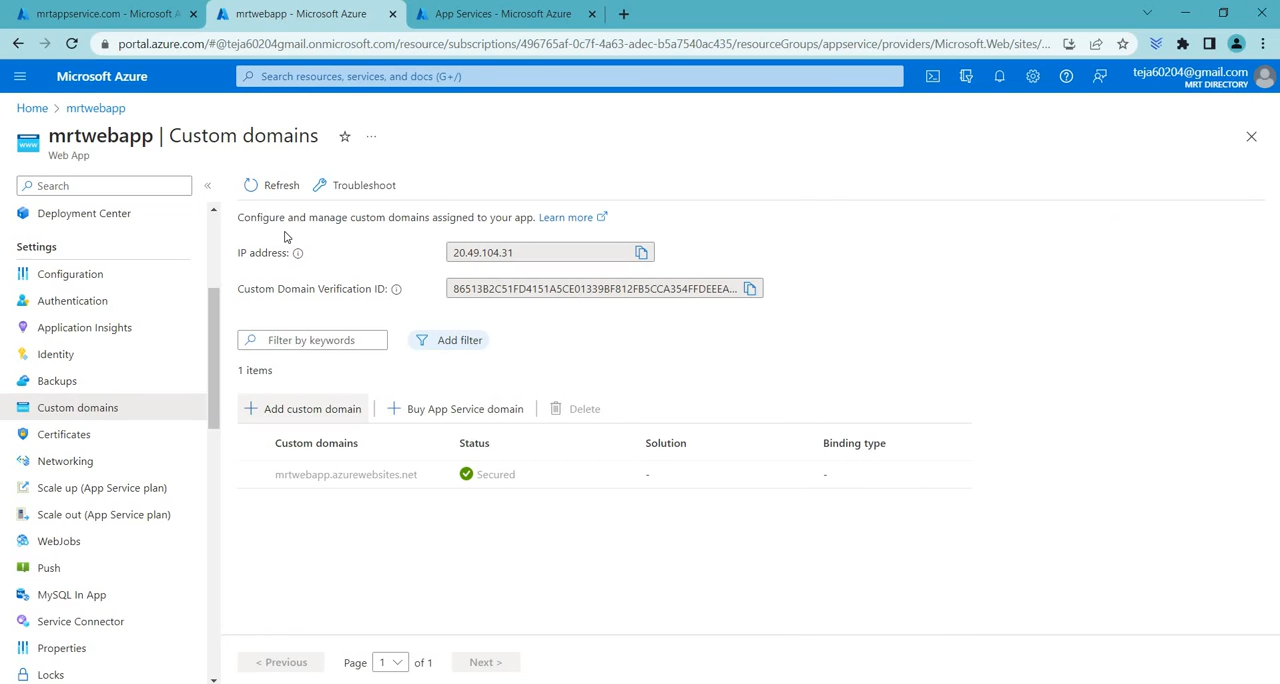 mrtappservice.com - Microsoft A
mrtwebapp - Microsoft Azure
App Services - Microsoft Azure
portal.azure.com/#@teja60204gmail.onmicrosoft.com/resource/subscriptions/496765af-0c7f-4a63-adec-b5a7540ac435/resourceGroups/appservice/providers/Microsoft.Web/sites/...
Microsoft Azure
Search resources, services, and docs (G+/)
teja60204@gmail.com
MRT DIRECTORY
Home > mrtwebapp
mrtwebapp | Custom domains
Web App
Search
Refresh
Troubleshoot
Deployment Center
Settings
Configuration
Authentication
Application Insights
Identity
Backups
Custom domains
Certificates
Networking
Scale up (App Service plan)
Scale out (App Service plan)
WebJobs
Push
MySQL In App
Service Connector
Properties
Locks
Configure and manage custom domains assigned to your app. Learn more
IP address: 20.49.104.31
Custom Domain Verification ID: 86513B2C51FD4151A5CE01339BF812FB5CCA354FFDEEEA...
Filter by keywords
Add filter
1 items
Add custom domain
Buy App Service domain
Delete
Custom domains Status Solution Binding type
mrtwebapp.azurewebsites.net Secured - -
< Previous Page 1 of 1 Next >